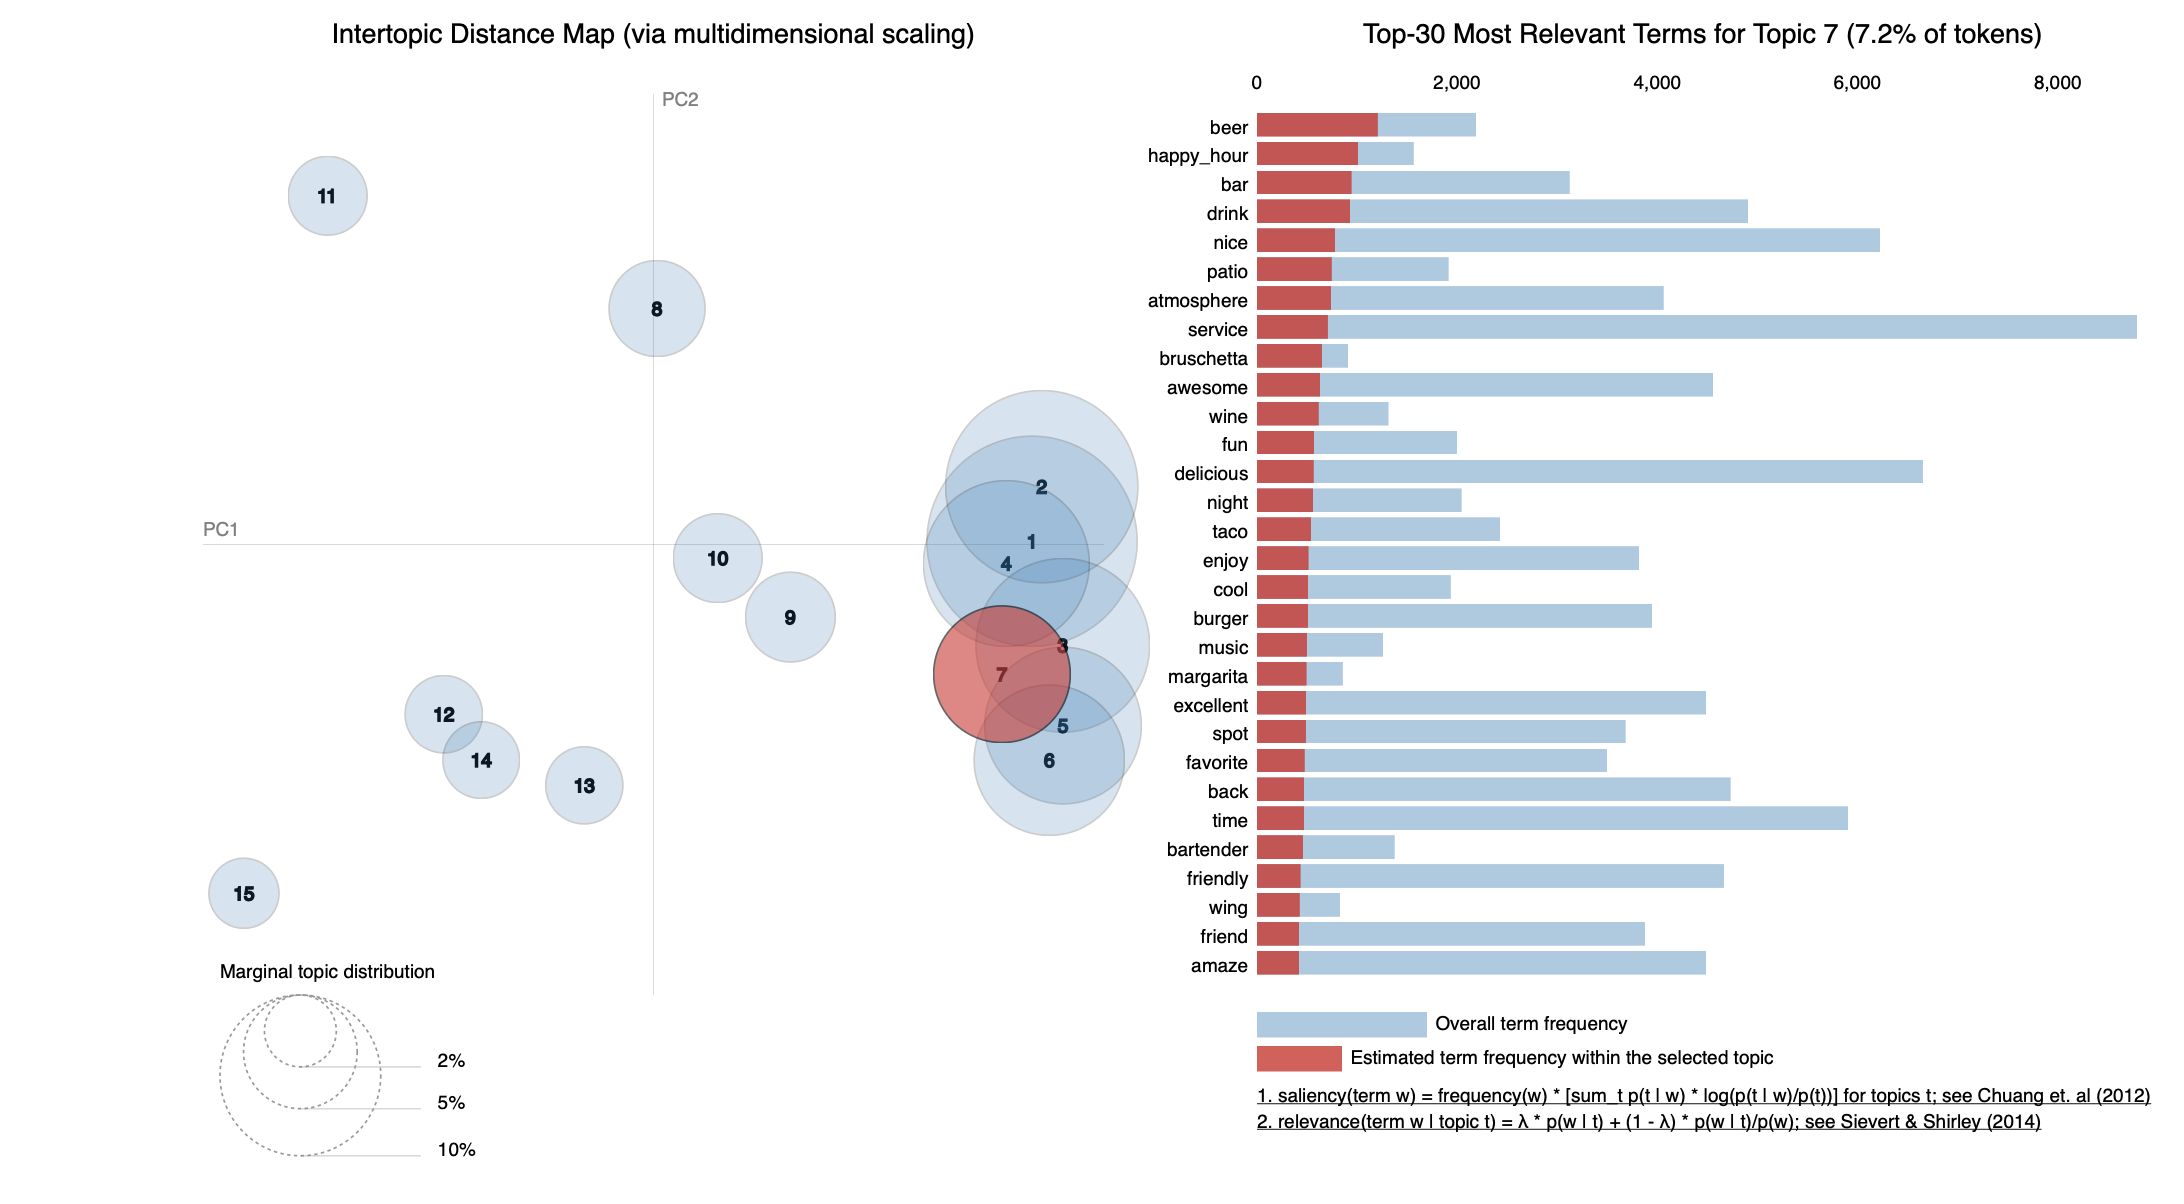 Intertopic Distance Map (via multidimensional scaling)
PC2
PC1
11
8
2
1
4
10
9
3
7
5
6
12
14
13
15
Marginal topic distribution
2%
5%
10%
Top-30 Most Relevant Terms for Topic 7 (7.2% of tokens)
0 2,000 4,000 6,000 8,000
beer
happy_hour
bar
drink
nice
patio
atmosphere
service
bruschetta
awesome
wine
fun
delicious
night
taco
enjoy
cool
burger
music
margarita
excellent
spot
favorite
back
time
bartender
friendly
wing
friend
amaze
Overall term frequency
Estimated term frequency within the selected topic
1. saliency(term w) = frequency(w) * [sum_t p(t | w) * log(p(t | w)/p(t))] for topics t; see Chuang et. al (2012)
2. relevance(term w | topic t) = λ * p(w | t) + (1 - λ) * p(w | t)/p(w); see Sievert & Shirley (2014)